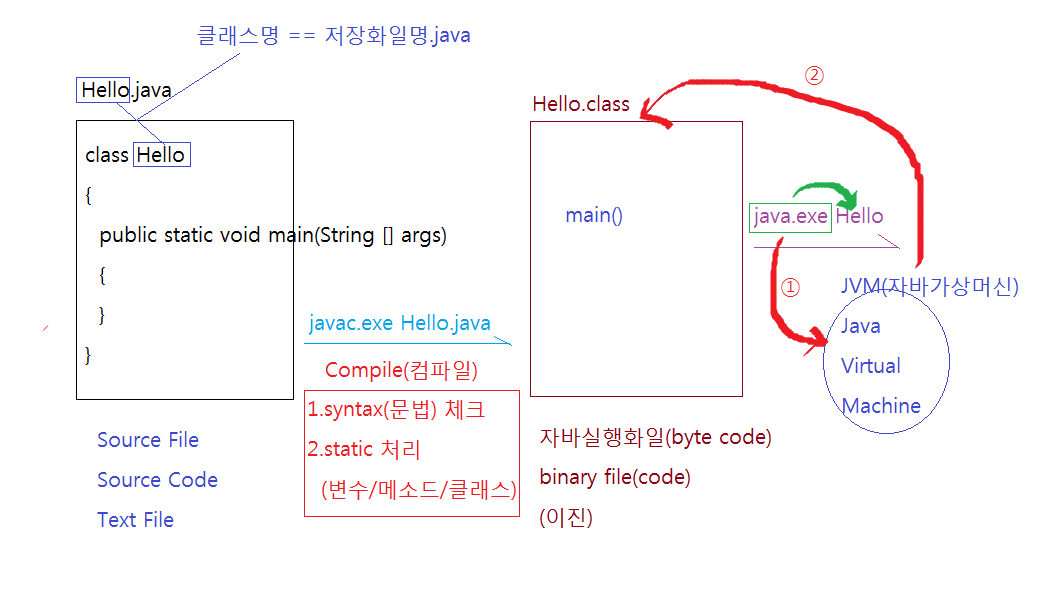 클래스명 == 저장화일명.java
Hello.java
class Hello
{
public static void main(String [] args)
{
}
}
Source File
Source Code
Text File
javac.exe Hello.java
Compile(컴파일)
1.syntax(문법) 체크
2.static 처리
(변수/메소드/클래스)
Hello.class
main()
자바실행화일(byte code)
binary file(code)
(이진)
②
java.exe Hello
①
JVM(자바가상머신)
Java
Virtual
Machine